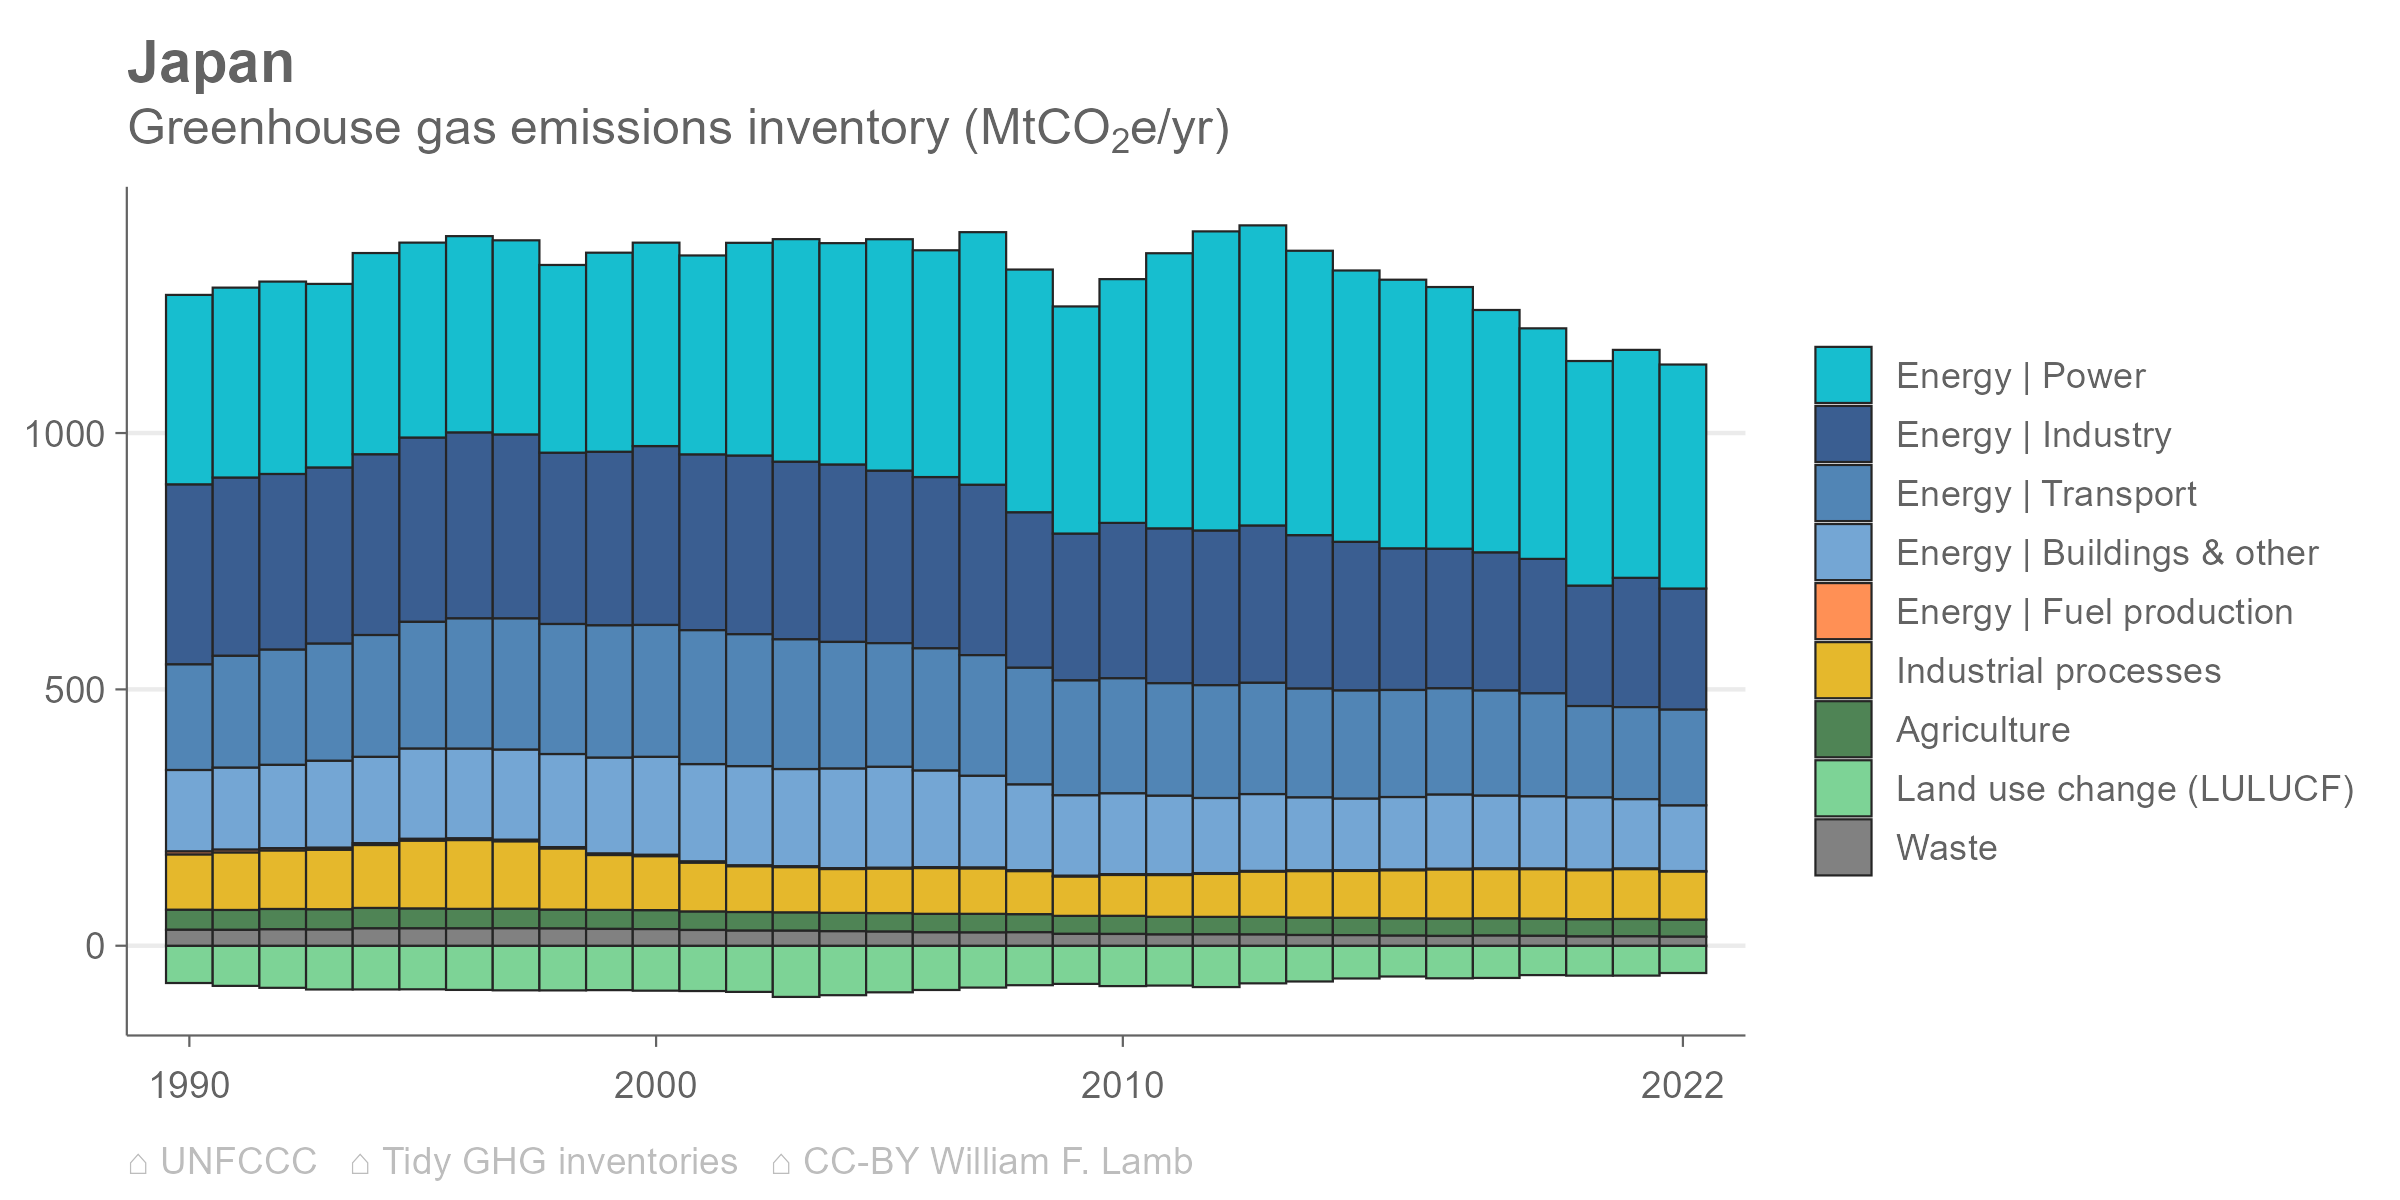 Japan
Greenhouse gas emissions inventory (MtCO₂e/yr)
1000
500
0
1990
2000
2010
2022
Energy | Power
Energy | Industry
Energy | Transport
Energy | Buildings & other
Energy | Fuel production
Industrial processes
Agriculture
Land use change (LULUCF)
Waste
⌂ UNFCCC ⌂ Tidy GHG inventories ⌂ CC-BY William F. Lamb